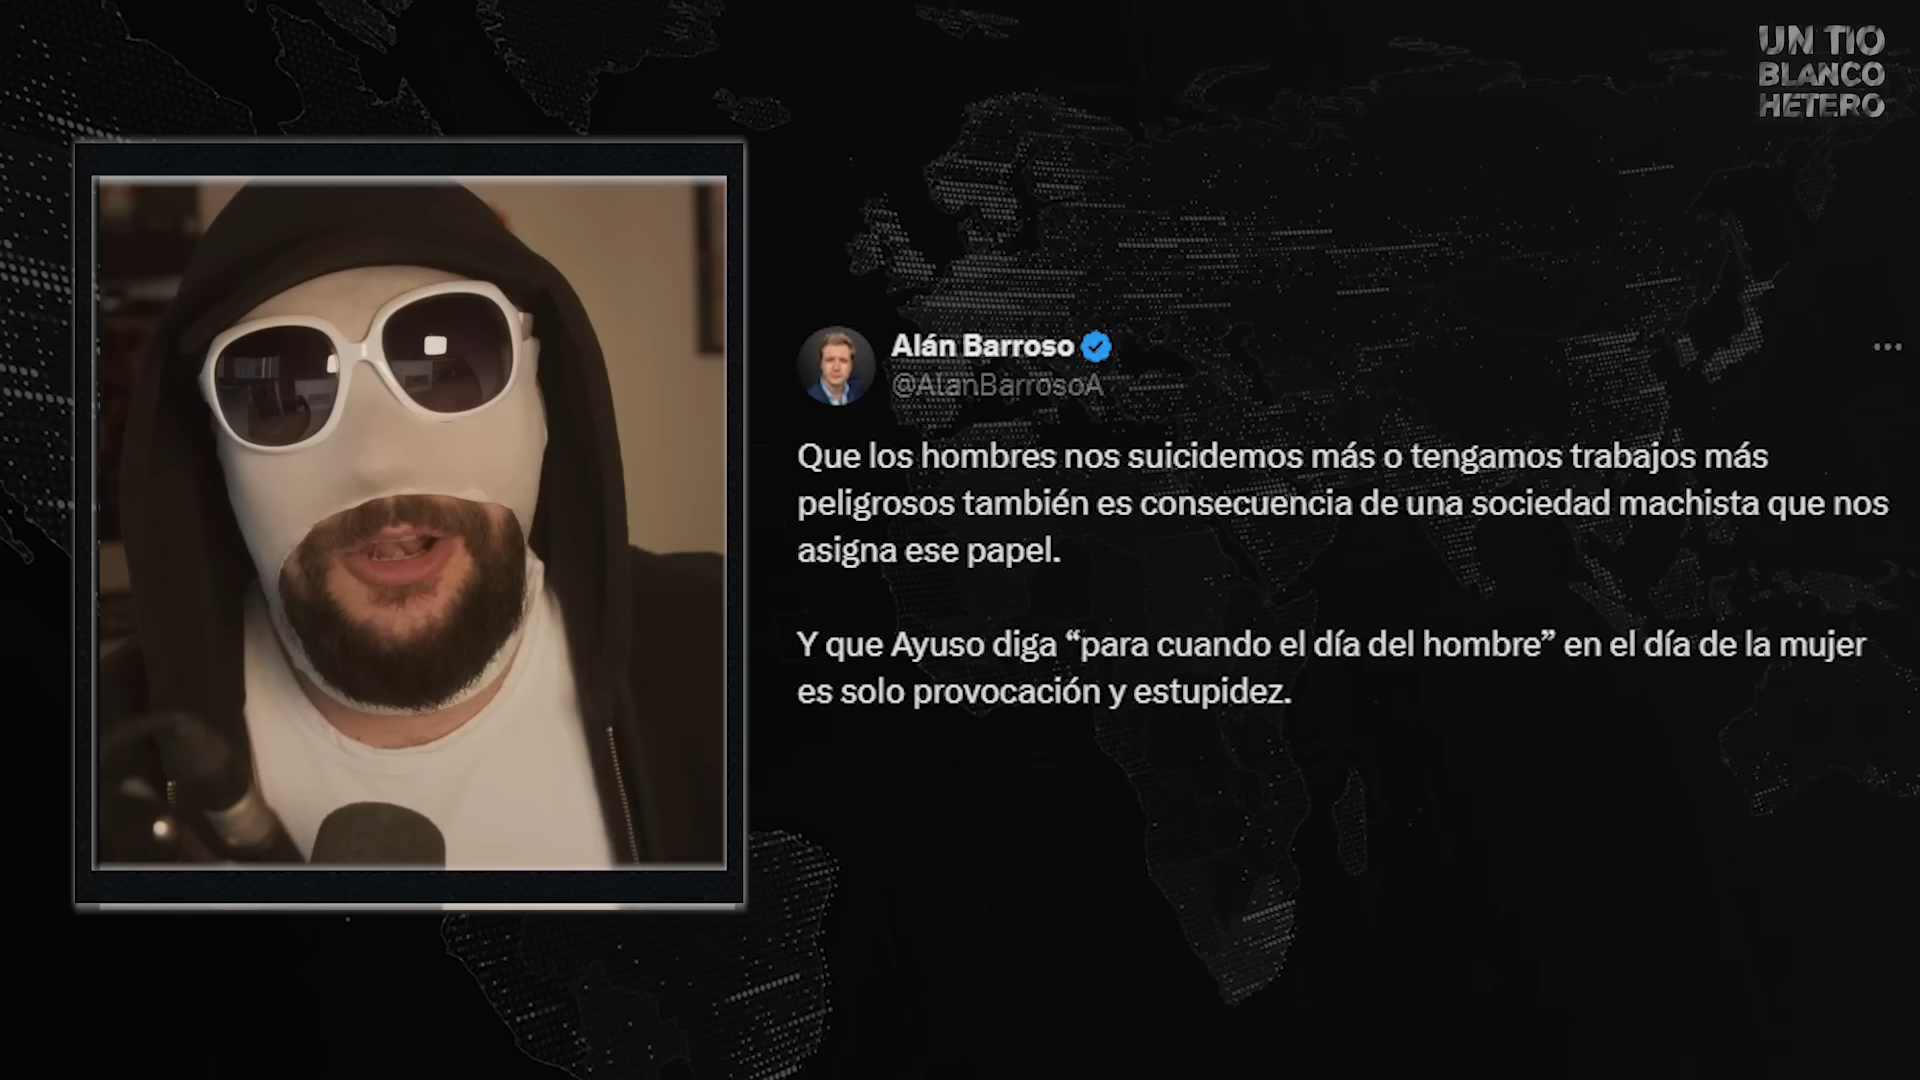 UN TIO
BLANCO
HETERO
Alán Barroso
@AlanBarrosoA
Que los hombres nos suicidemos más o tengamos trabajos más
peligrosos también es consecuencia de una sociedad machista que nos
asigna ese papel.
Y que Ayuso diga “para cuando el día del hombre” en el día de la mujer
es solo provocación y estupidez.